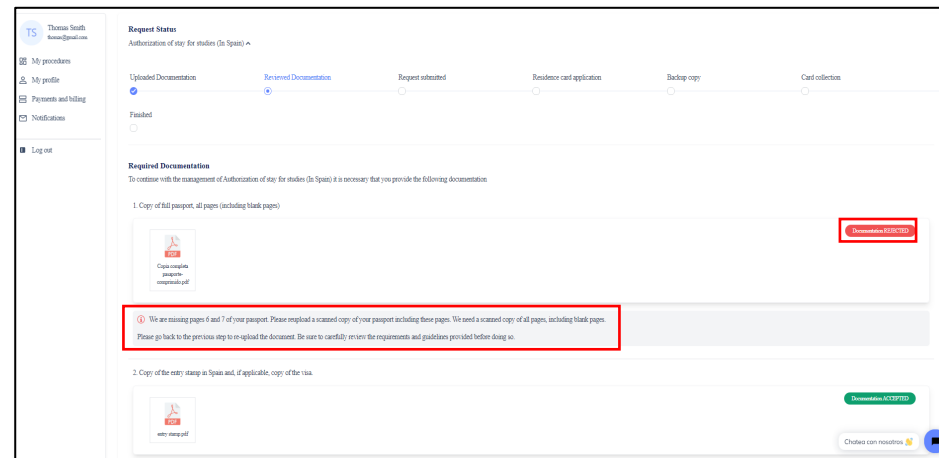 TS
Thomas Smith
thomas@gmail.com
My procedures
My profile
Payments and billing
Notifications
Log out
Request Status
Authorization of stay for studies (In Spain)
Uploaded Documentation
Reviewed Documentation
Request submitted
Residence card application
Backup copy
Card collection
Finished
Required Documentation
To continue with the management of Authorization of stay for studies (In Spain) it is necessary that you provide the following documentation
1. Copy of full passport, all pages (including blank pages)
Documentation REJECTED
PDF
Copia completa
pasaporte-
comprimido.pdf
We are missing pages 6 and 7 of your passport. Please reupload a scanned copy of your passport including these pages. We need a scanned copy of all pages, including blank pages.
Please go back to the previous step to re-upload the document. Be sure to carefully review the requirements and guidelines provided before doing so.
2. Copy of the entry stamp in Spain and, if applicable, copy of the visa.
Documentation ACCEPTED
PDF
entry stamp.pdf
Chatea con nosotros 👋